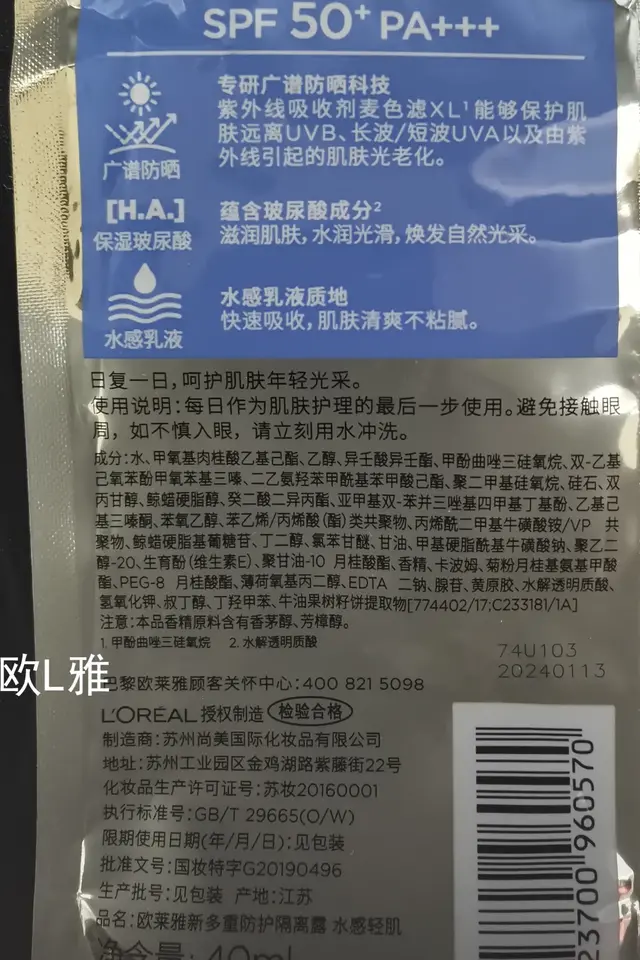 SPF 50+ PA+++
专研广谱防晒科技
紫外线吸收剂麦色滤XL¹能够保护肌
肤远离UVB、长波/短波UVA以及由紫
外线引起的肌肤光老化。
广谱防晒
[H.A.]
保湿玻尿酸
蕴含玻尿酸成分²
滋润肌肤,水润光滑,焕发自然光采。
水感乳液
水感乳液质地
快速吸收,肌肤清爽不粘腻。
日复一日,呵护肌肤年轻光采。
使用说明:每日作为肌肤护理的最后一步使用。避免接触眼
周,如不慎入眼,请立刻用水冲洗。
成分:水、甲氧基肉桂酸乙基己酯、乙醇、异壬酸异壬酯、甲酚曲唑三硅氧烷、双-乙基
己氧苯酚甲氧苯基三嗪、二乙氨羟苯甲酰基苯甲酸己酯、聚二甲基硅氧烷、硅石、双
丙甘醇、鲸蜡硬脂醇、癸二酸二异丙酯、亚甲基双-苯并三唑基四甲基丁基酚、乙基己
基三嗪酮、苯氧乙醇、苯乙烯/丙烯酸(酯)类共聚物、丙烯酰二甲基牛磺酸铵/VP 共
聚物、鲸蜡硬脂基葡糖苷、丁二醇、氯苯甘醚、甘油、甲基硬脂酰基牛磺酸钠、聚乙二
醇-20、生育酚(维生素E)、聚甘油-10 月桂酸酯、香精、卡波姆、菊粉月桂基氨基甲酸
酯、PEG-8 月桂酸酯、薄荷氧基丙二醇、EDTA 二钠、腺苷、黄原胶、水解透明质酸、
氢氧化钾、叔丁醇、丁羟甲苯、牛油果树籽饼提取物[774402/17;C233181/1A]
注意:本品香精原料含有香茅醇、芳樟醇。
1. 甲酚曲唑三硅氧烷 2. 水解透明质酸
74U103
20240113
欧L雅
巴黎欧莱雅顾客关怀中心:400 821 5098
L'ORÉAL 授权制造 检验合格
制造商:苏州尚美国际化妆品有限公司
地址:苏州工业园区金鸡湖路紫藤街22号
化妆品生产许可证号:苏妆20160001
执行标准号:GB/T 29665(O/W)
限期使用日期(年/月/日):见包装
批准文号:国妆特字G20190496
生产批号:见包装 产地:江苏
品名:欧莱雅新多重防护隔离露 水感轻肌
净含量:40ml
23700 960570